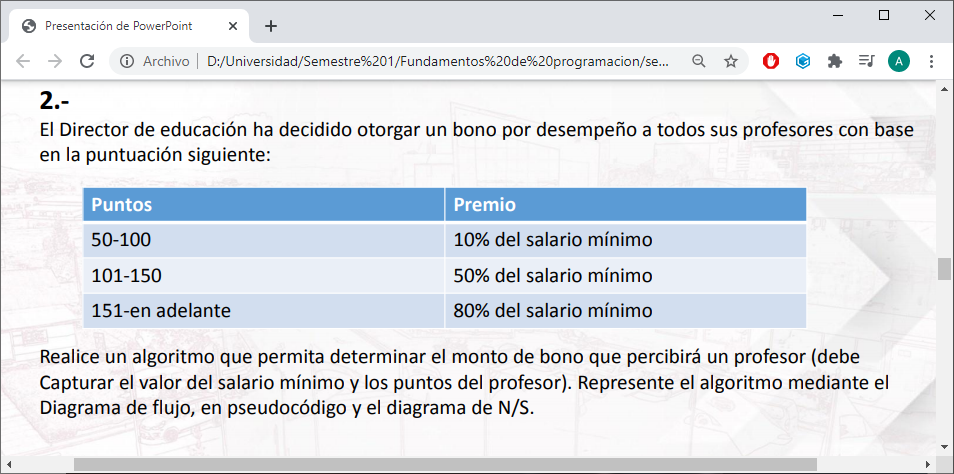 Presentación de PowerPoint
Archivo D:/Universidad/Semestre%201/Fundamentos%20de%20programacion/se...
A
2.-
El Director de educación ha decidido otorgar un bono por desempeño a todos sus profesores con base
en la puntuación siguiente:
Puntos Premio
50-100 10% del salario mínimo
101-150 50% del salario mínimo
151-en adelante 80% del salario mínimo
Realice un algoritmo que permita determinar el monto de bono que percibirá un profesor (debe
Capturar el valor del salario mínimo y los puntos del profesor). Represente el algoritmo mediante el
Diagrama de flujo, en pseudocódigo y el diagrama de N/S.